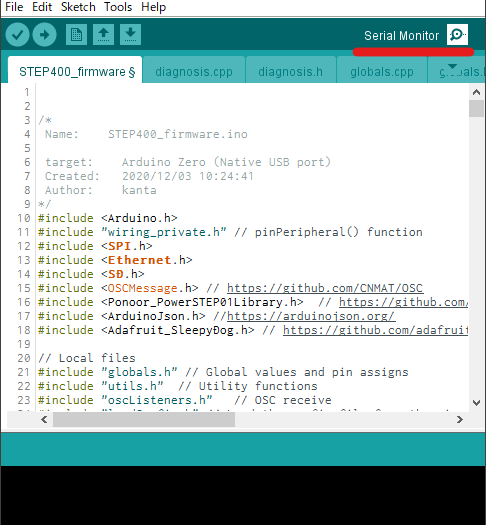 File Edit Sketch Tools Help
Serial Monitor
STEP400_firmware § diagnosis.cpp diagnosis.h globals.cpp globals.h
1
2
3 /*
4 Name: STEP400_firmware.ino
5
6 target: Arduino Zero (Native USB port)
7 Created: 2020/12/03 10:24:41
8 Author: kanta
9 */
10 #include <Arduino.h>
11 #include "wiring_private.h" // pinPeripheral() function
12 #include <SPI.h>
13 #include <Ethernet.h>
14 #include <SD.h>
15 #include <OSCMessage.h> // https://github.com/CNMAT/OSC
16 #include <Ponoor_PowerSTEP01Library.h> // https://github.com/
17 #include <ArduinoJson.h> //https://arduinojson.org/
18 #include <Adafruit_SleepyDog.h> // https://github.com/adafruit
19
20 // Local files
21 #include "globals.h" // Global values and pin assigns
22 #include "utils.h" // Utility functions
23 #include "oscListeners.h" // OSC receive